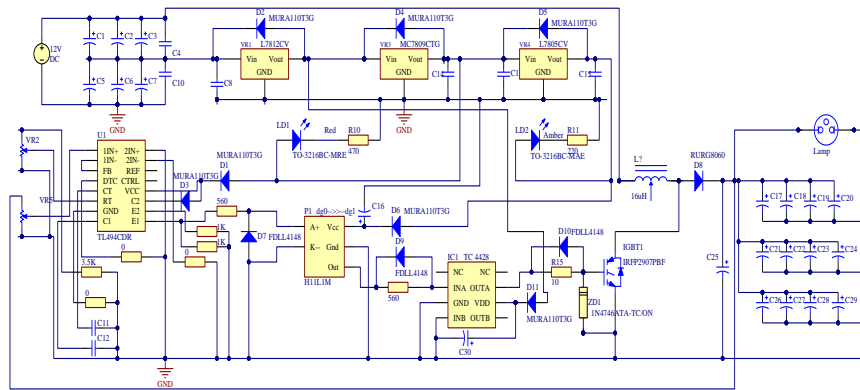 D2
MURA110T3G
D4
MURA110T3G
D5
MURA110T3G
C1
C2
C3
C4
12V
DC
VR1
L7812CV
Vin
Vout
GND
VR3
MC7809CTG
Vin
Vout
GND
C14
VR4
L7805CV
Vin
Vout
GND
C1
C15
C5
C6
C7
C10
C8
GND
GND
U1
VR2
VR5
1IN+
2IN+
1IN-
2IN-
FB
REF
DTC
CTRL
CT
VCC
RT
C2
GND
E2
C1
E1
TL494CDR
D1
MURA110T3G
MURA110T3G
D3
LD1
Red
R10
470
TO-3216BC-MRE
LD2
Amber
R11
220
TO-3216BC-MAE
L?
16uH
RURG8060
D8
Lamp
C17
C18
C19
C20
C21
C22
C23
C24
C25
C26
C27
C28
C29
560
1K
1K
0
0
3.5K
0
C11
C12
GND
D7
FDLL4148
P1 dg0-->>--dg1
A+
Vcc
K--
Gnd
Out
H11L1M
C16
D6
MURA110T3G
D9
FDLL4148
560
IC1 TC 4428
NC
NC
INA
OUTA
GND
VDD
INB
OUTB
C30
D11
MURA110T3G
D10
FDLL4148
R15
10
ZD1
1N4746ATA-TC/ON
IGBT1
IRFP2907PBF